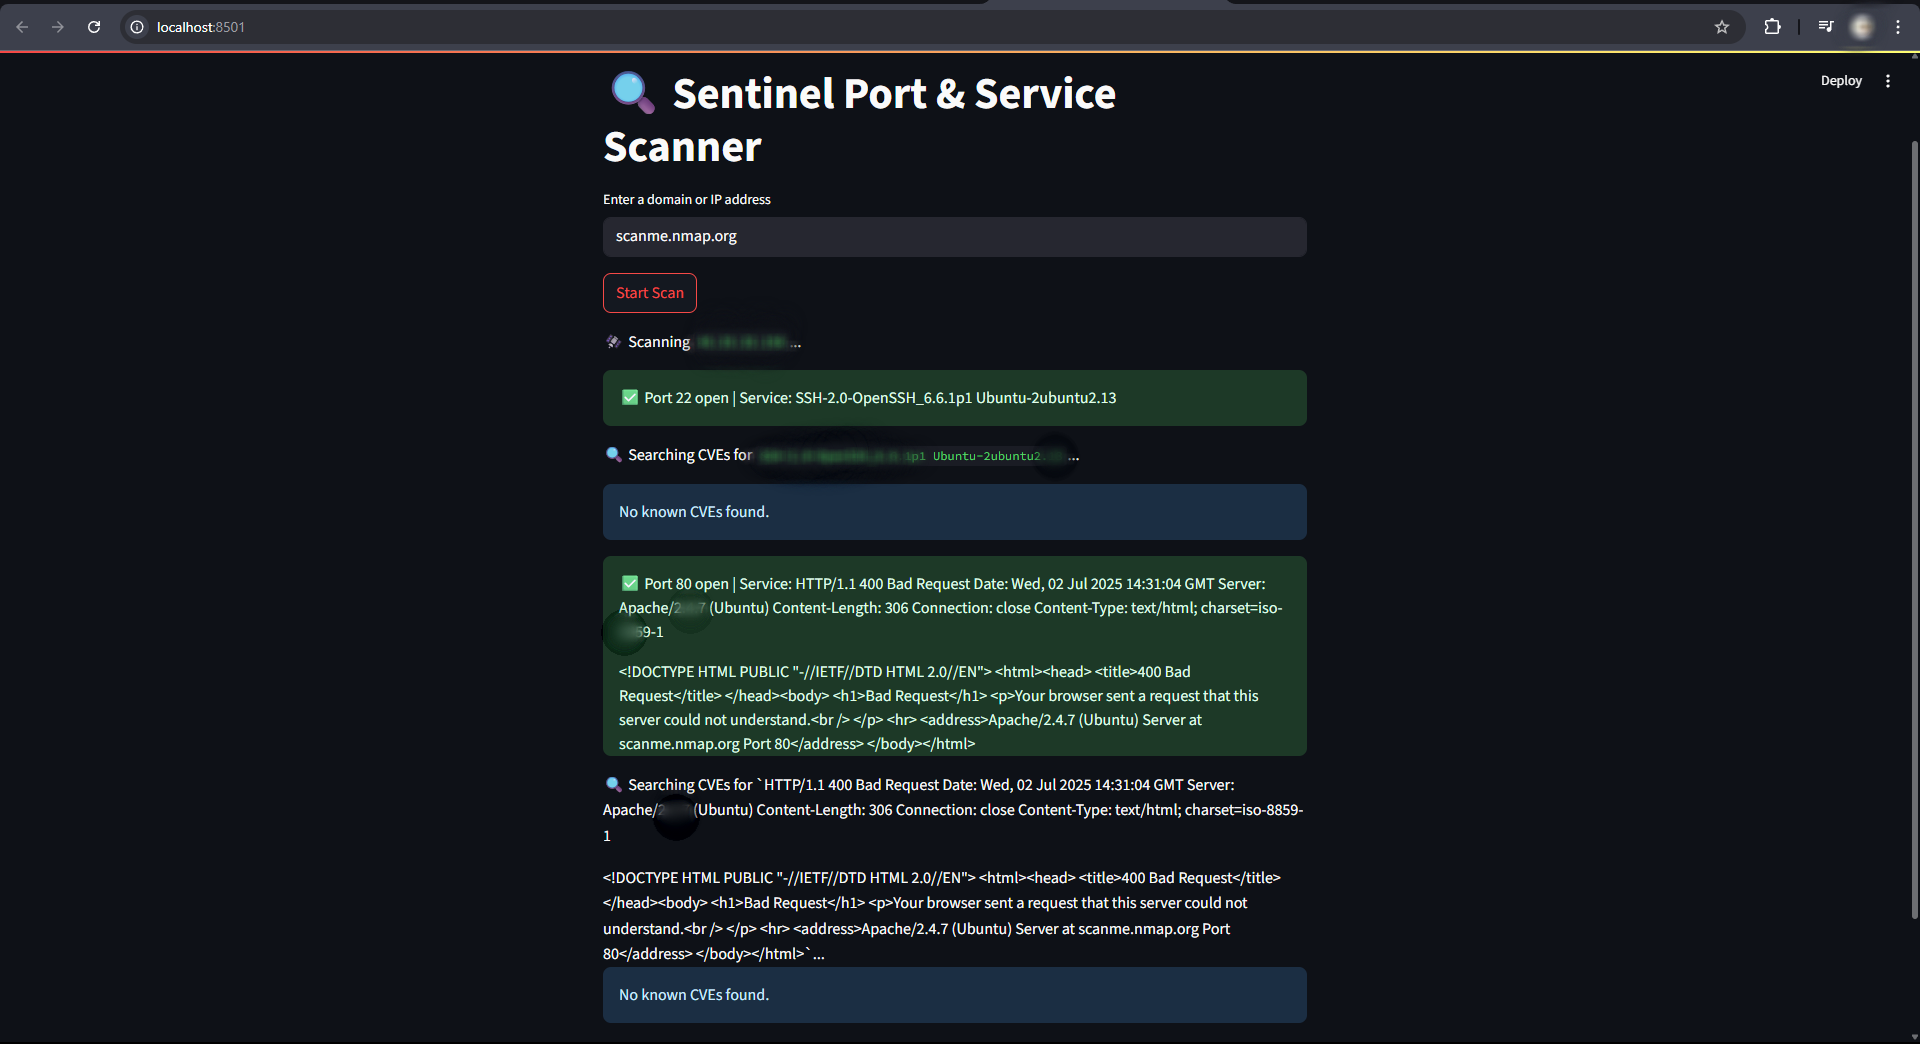 localhost:8501
Deploy
Sentinel Port & Service
Scanner
Enter a domain or IP address
scanme.nmap.org
Start Scan
Scanning ...
Port 22 open | Service: SSH-2.0-OpenSSH_6.6.1p1 Ubuntu-2ubuntu2.13
Searching CVEs for 1p1 Ubuntu-2ubuntu2. ...
No known CVEs found.
Port 80 open | Service: HTTP/1.1 400 Bad Request Date: Wed, 02 Jul 2025 14:31:04 GMT Server:
Apache/ (Ubuntu) Content-Length: 306 Connection: close Content-Type: text/html; charset=iso-
59-1
<!DOCTYPE HTML PUBLIC "-//IETF//DTD HTML 2.0//EN"> <html><head> <title>400 Bad
Request</title> </head><body> <h1>Bad Request</h1> <p>Your browser sent a request that this
server could not understand.<br /> </p> <hr> <address>Apache/2.4.7 (Ubuntu) Server at
scanme.nmap.org Port 80</address> </body></html>
Searching CVEs for `HTTP/1.1 400 Bad Request Date: Wed, 02 Jul 2025 14:31:04 GMT Server:
Apache/ (Ubuntu) Content-Length: 306 Connection: close Content-Type: text/html; charset=iso-8859-
1
<!DOCTYPE HTML PUBLIC "-//IETF//DTD HTML 2.0//EN"> <html><head> <title>400 Bad Request</title>
</head><body> <h1>Bad Request</h1> <p>Your browser sent a request that this server could not
understand.<br /> </p> <hr> <address>Apache/2.4.7 (Ubuntu) Server at scanme.nmap.org Port
80</address> </body></html>`...
No known CVEs found.